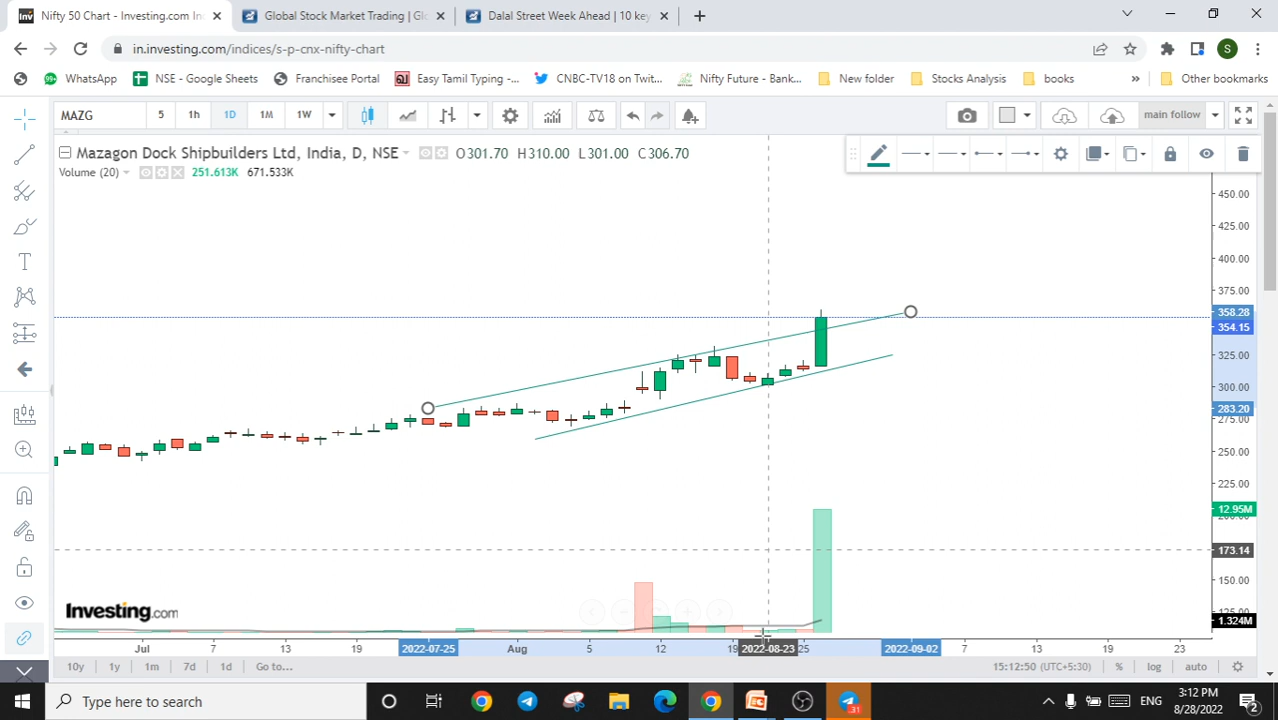 Nifty 50 Chart - Investing.com In
Global Stock Market Trading | Glo
Dalal Street Week Ahead | 10 key
in.investing.com/indices/s-p-cnx-nifty-chart
S
WhatsApp
NSE - Google Sheets
Franchisee Portal
Easy Tamil Typing -...
CNBC-TV18 on Twit...
Nifty Future - Bank...
New folder
Stocks Analysis
books
»
Other bookmarks
MAZG
5
1h
1D
1M
1W
main follow
Mazagon Dock Shipbuilders Ltd, India, D, NSE
O301.70 H310.00 L301.00 C306.70
Volume (20)
251.613K 671.533K
450.00
425.00
400.00
375.00
358.28
354.15
325.00
300.00
283.20
250.00
225.00
12.95M
173.14
150.00
125.00
1.324M
Investing.com
Jul
7
13
19
2022-07-25
Aug
5
12
19
2022-08-23
25
2022-09-02
7
13
19
23
10y
1y
1m
7d
1d
Go to...
15:12:50 (UTC+5:30)
%
log
auto
Type here to search
31
ENG
3:12 PM
8/28/2022
2